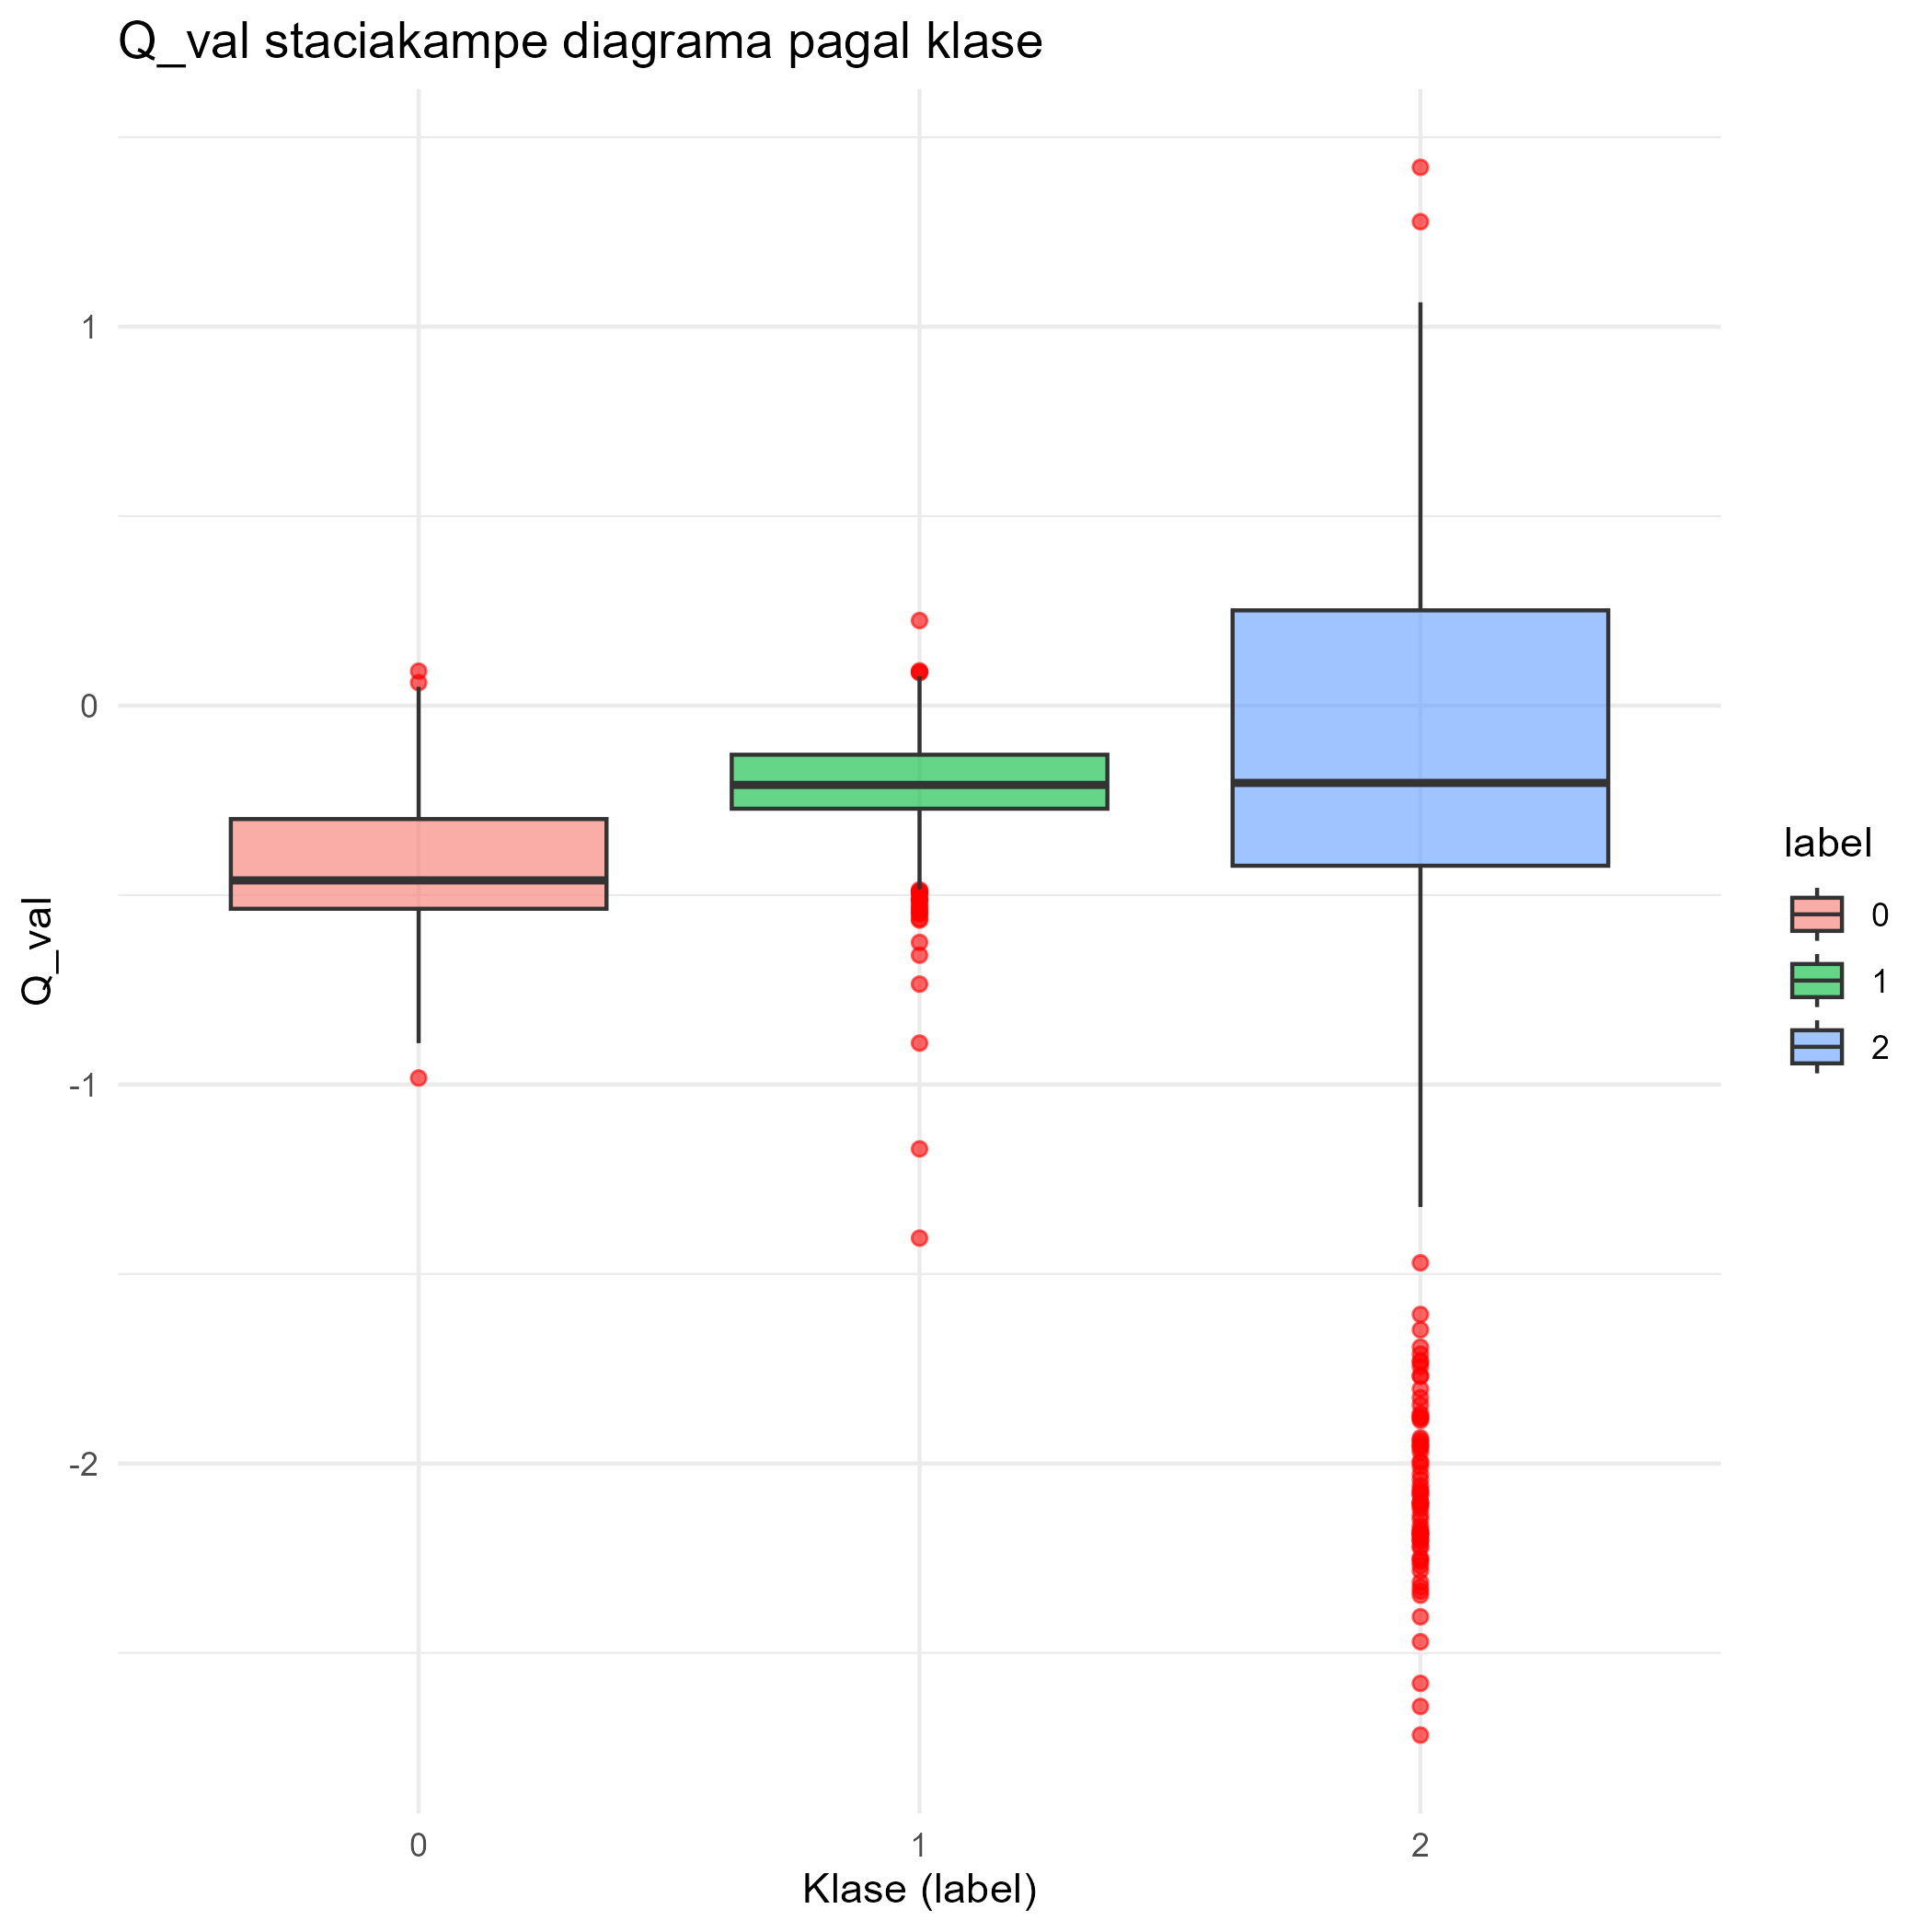 Q_val staciakampe diagrama pagal klase
1
0
-1
-2
Q_val
0
1
2
Klase (label)
label
0
1
2